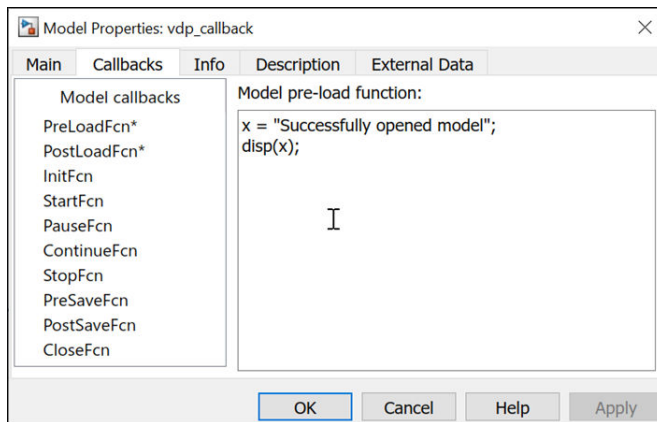 Model Properties: vdp_callback
Main Callbacks Info Description External Data
Model callbacks
PreLoadFcn*
PostLoadFcn*
InitFcn
StartFcn
PauseFcn
ContinueFcn
StopFcn
PreSaveFcn
PostSaveFcn
CloseFcn
Model pre-load function:
x = "Successfully opened model";
disp(x);
OK Cancel Help Apply